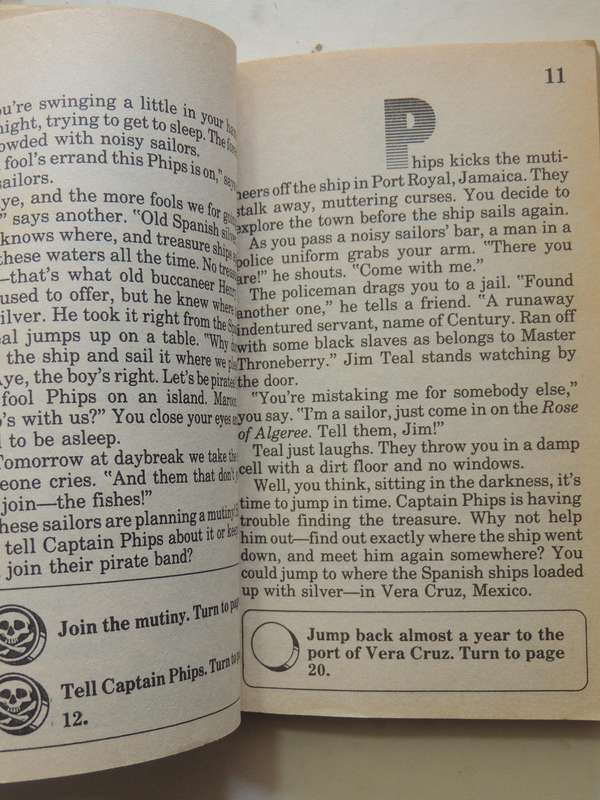 ou're swinging a little in your
night, trying to get to sleep. The
owded with noisy sailors.
fool's errand this Phips is on,"
sailors.
ye, and the more fools we for
" says another. "Old Spanish
knows where, and treasure ships
these waters all the time. No
—that's what old buccaneer
used to offer, but he knew where
ilver. He took it right from the
al jumps up on a table. "Why
the ship and sail it where we
Aye, the boy's right. Let's be pirates
fool Phips on an island.
o's with us?" You close your eyes
to be asleep.
Tomorrow at daybreak we take the
eone cries. "And them that don't
join—the fishes!"
hese sailors are planning a mutiny
tell Captain Phips about it or
join their pirate band?
Join the mutiny. Turn to
Tell Captain Phips. Turn to
12.
11
Phips kicks the muti-
neers off the ship in Port Royal, Jamaica. They
stalk away, muttering curses. You decide to
explore the town before the ship sails again.
As you pass a noisy sailors' bar, a man in a
police uniform grabs your arm. "There you
are!" he shouts. "Come with me."
The policeman drags you to a jail. "Found
another one," he tells a friend. "A runaway
indentured servant, name of Century. Ran off
with some black slaves as belongs to Master
Throneberry." Jim Teal stands watching by
the door.
"You're mistaking me for somebody else,"
you say. "I'm a sailor, just come in on the Rose
of Algeree. Tell them, Jim!"
Teal just laughs. They throw you in a damp
cell with a dirt floor and no windows.
Well, you think, sitting in the darkness, it's
time to jump in time. Captain Phips is having
trouble finding the treasure. Why not help
him out—find out exactly where the ship went
down, and meet him again somewhere? You
could jump to where the Spanish ships loaded
up with silver—in Vera Cruz, Mexico.
Jump back almost a year to the
port of Vera Cruz. Turn to page
20.